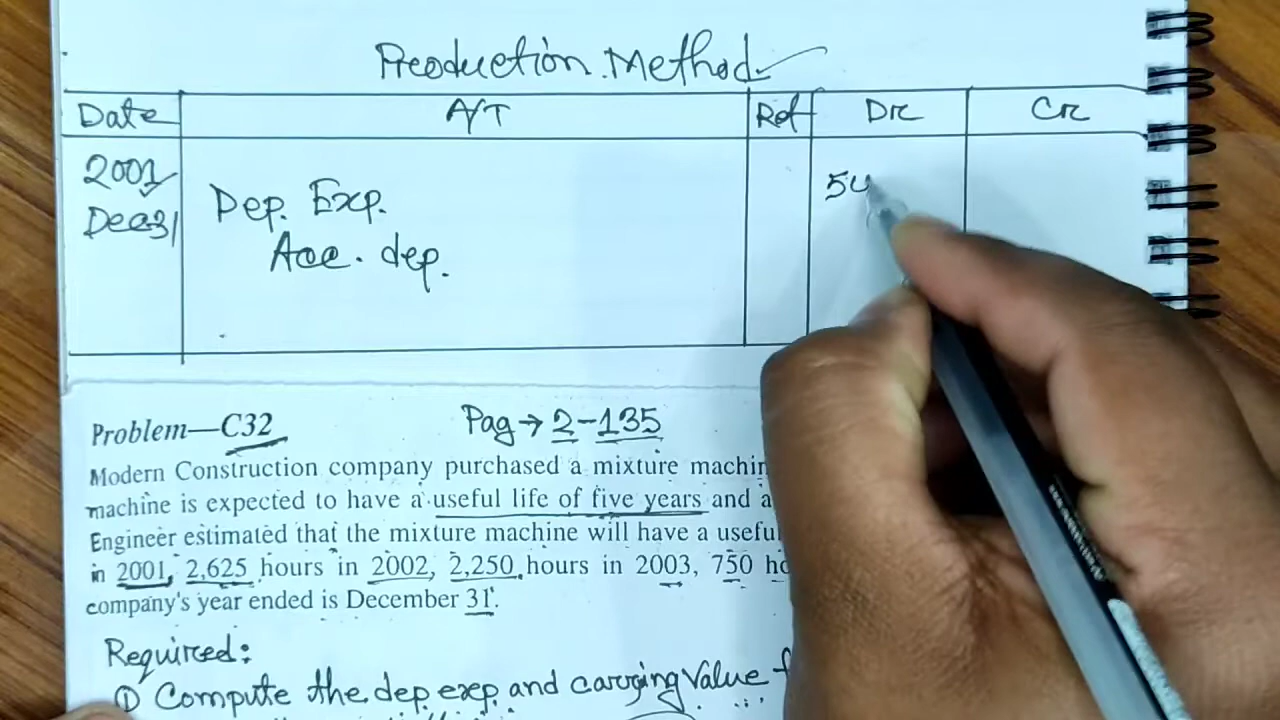 Production Method
Date A/T Ref DR CR
2001
Dec 31
Dep. Exp. 54
Acc. dep.
Problem—C32 Pag → 2-135
Modern Construction company purchased a mixture machin
machine is expected to have a useful life of five years and a
Engineer estimated that the mixture machine will have a useful
in 2001, 2,625 hours in 2002, 2,250 hours in 2003, 750 ho
company's year ended is December 31.
Required:
① Compute the dep. exp. and carrying value f